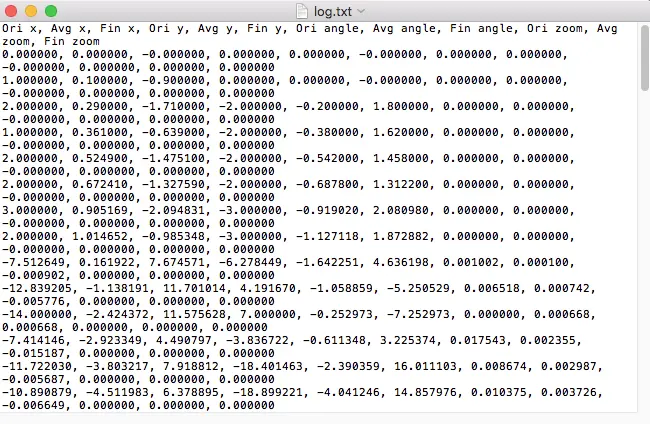 log.txt
Ori x, Avg x, Fin x, Ori y, Avg y, Fin y, Ori angle, Avg angle, Fin angle, Ori zoom, Avg
zoom, Fin zoom
0.000000, 0.000000, -0.000000, 0.000000, 0.000000, -0.000000, 0.000000, 0.000000,
-0.000000, 0.000000, 0.000000, 0.000000
1.000000, 0.100000, -0.900000, 0.000000, 0.000000, -0.000000, 0.000000, 0.000000,
-0.000000, 0.000000, 0.000000, 0.000000
2.000000, 0.290000, -1.710000, -2.000000, -0.200000, 1.800000, 0.000000, 0.000000,
-0.000000, 0.000000, 0.000000, 0.000000
1.000000, 0.361000, -0.639000, -2.000000, -0.380000, 1.620000, 0.000000, 0.000000,
-0.000000, 0.000000, 0.000000, 0.000000
2.000000, 0.524900, -1.475100, -2.000000, -0.542000, 1.458000, 0.000000, 0.000000,
-0.000000, 0.000000, 0.000000, 0.000000
2.000000, 0.672410, -1.327590, -2.000000, -0.687800, 1.312200, 0.000000, 0.000000,
-0.000000, 0.000000, 0.000000, 0.000000
3.000000, 0.905169, -2.094831, -3.000000, -0.919020, 2.080980, 0.000000, 0.000000,
-0.000000, 0.000000, 0.000000, 0.000000
2.000000, 1.014652, -0.985348, -3.000000, -1.127118, 1.872882, 0.000000, 0.000000,
-0.000000, 0.000000, 0.000000, 0.000000
-7.512649, 0.161922, 7.674571, -6.278449, -1.642251, 4.636198, 0.001002, 0.000100,
-0.000902, 0.000000, 0.000000, 0.000000
-12.839205, -1.138191, 11.701014, 4.191670, -1.058859, -5.250529, 0.006518, 0.000742,
-0.005776, 0.000000, 0.000000, 0.000000
-14.000000, -2.424372, 11.575628, 7.000000, -0.252973, -7.252973, 0.000000, 0.000668,
0.000668, 0.000000, 0.000000, 0.000000
-7.414146, -2.923349, 4.490797, -3.836722, -0.611348, 3.225374, 0.017543, 0.002355,
-0.015187, 0.000000, 0.000000, 0.000000
-11.722030, -3.803217, 7.918812, -18.401463, -2.390359, 16.011103, 0.008674, 0.002987,
-0.005687, 0.000000, 0.000000, 0.000000
-10.890879, -4.511983, 6.378895, -18.899221, -4.041246, 14.857976, 0.010375, 0.003726,
-0.006649, 0.000000, 0.000000, 0.000000